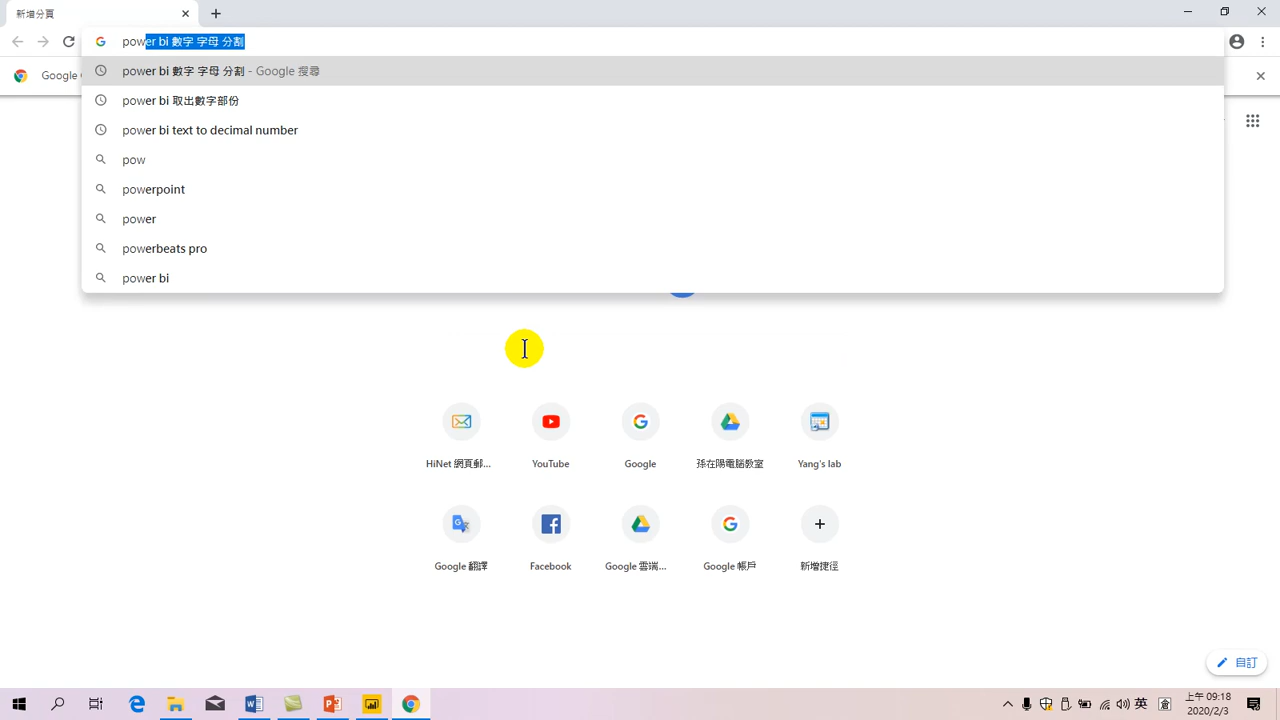 新增分頁
power bi 數字 字母 分割
Google
power bi 數字 字母 分割 - Google 搜尋
power bi 取出數字部份
power bi text to decimal number
pow
powerpoint
power
powerbeats pro
power bi
HiNet 網頁郵...
YouTube
Google
孫在陽電腦教室
Yang's lab
Google 翻譯
Facebook
Google 雲端...
Google 帳戶
新增捷徑
自訂
英
倉
上午 09:18
2020/2/3